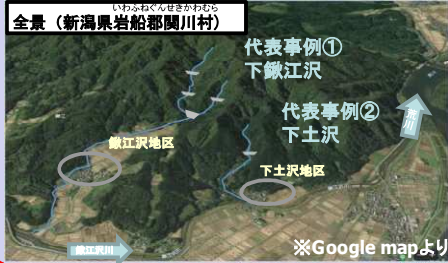 いわふねぐんせきかわむら
全景（新潟県岩船郡関川村）
代表事例①
下鍬江沢
代表事例②
下土沢
荒川
鍬江沢地区
下土沢地区
鍬江沢川
※Google mapより